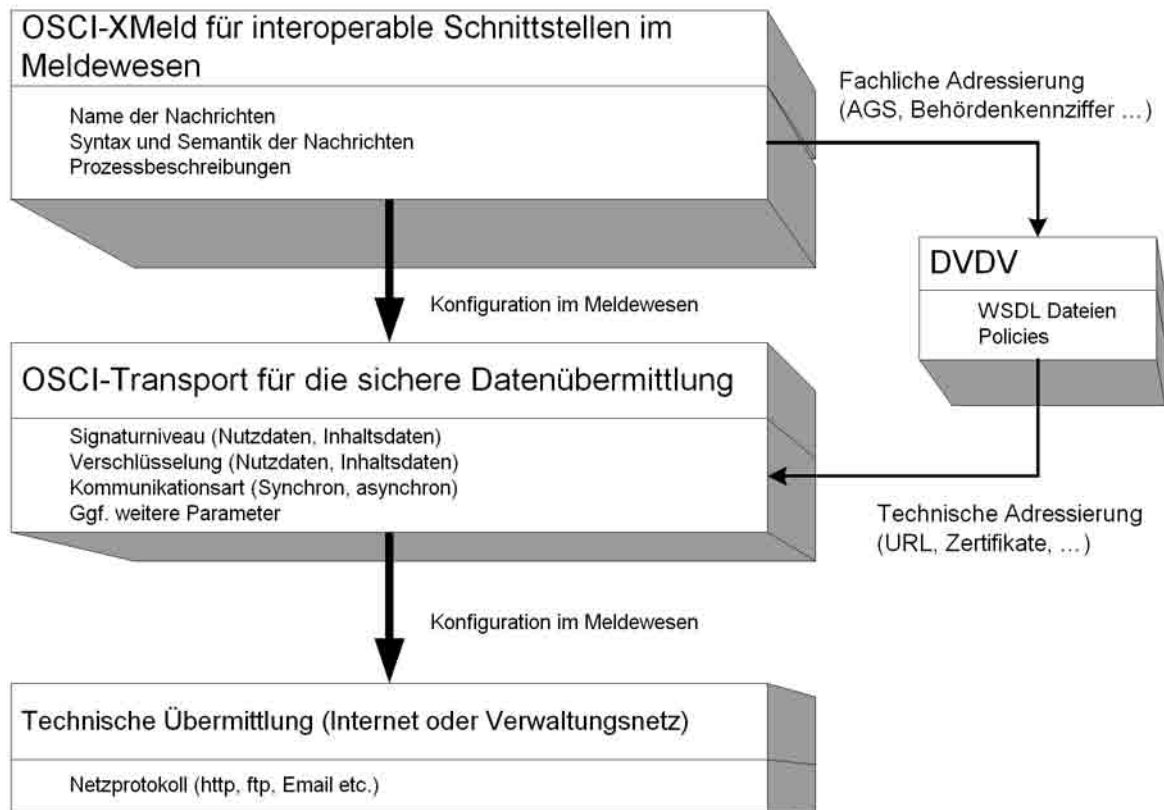 OSCI-XMeld für interoperable Schnittstellen im
Meldewesen
Name der Nachrichten
Syntax und Semantik der Nachrichten
Prozessbeschreibungen
Fachliche Adressierung
(AGS, Behördenkennziffer ...)
DVDV
WSDL Dateien
Policies
Konfiguration im Meldewesen
OSCI-Transport für die sichere Datenübermittlung
Signaturniveau (Nutzdaten, Inhaltsdaten)
Verschlüsselung (Nutzdaten, Inhaltsdaten)
Kommunikationsart (Synchron, asynchron)
Ggf. weitere Parameter
Technische Adressierung
(URL, Zertifikate, ...)
Konfiguration im Meldewesen
Technische Übermittlung (Internet oder Verwaltungsnetz)
Netzprotokoll (http, ftp, Email etc.)